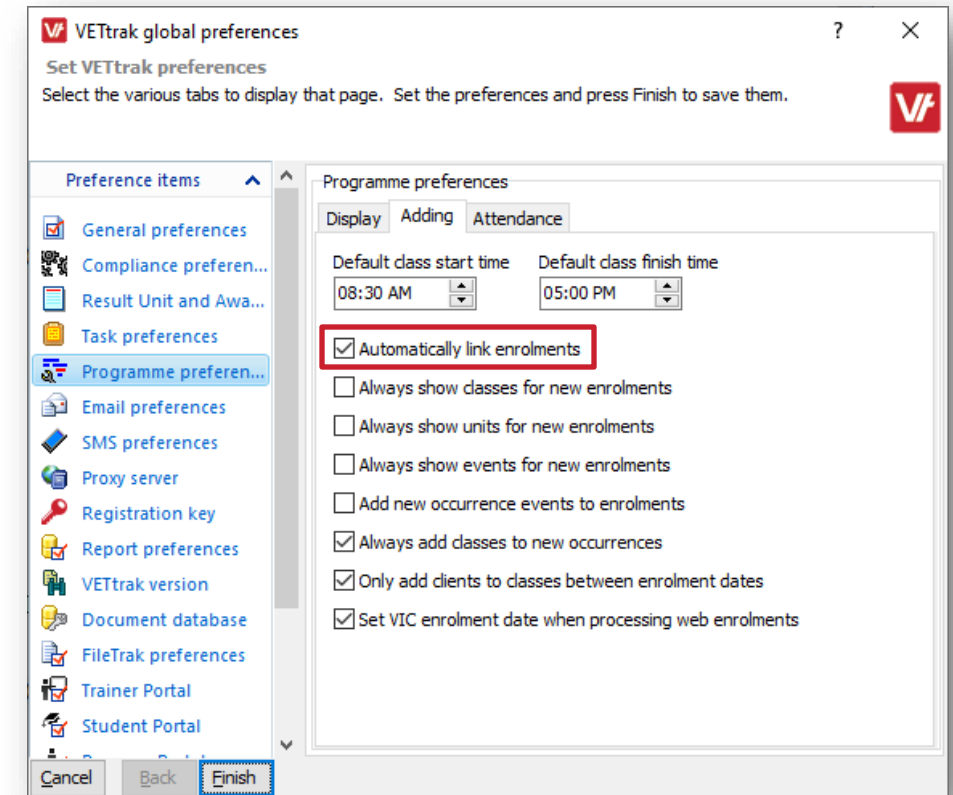 VETtrak global preferences
?
Set VETtrak preferences
Select the various tabs to display that page. Set the preferences and press Finish to save them.
Preference items
Programme preferences
General preferences
Compliance preferen...
Result Unit and Awa...
Task preferences
Programme preferen...
Email preferences
SMS preferences
Proxy server
Registration key
Report preferences
VETtrak version
Document database
FileTrak preferences
Trainer Portal
Student Portal
Display Adding Attendance
Default class start time Default class finish time
08:30 AM 05:00 PM
Automatically link enrolments
Always show classes for new enrolments
Always show units for new enrolments
Always show events for new enrolments
Add new occurrence events to enrolments
Always add classes to new occurrences
Only add clients to classes between enrolment dates
Set VIC enrolment date when processing web enrolments
Cancel Back Finish